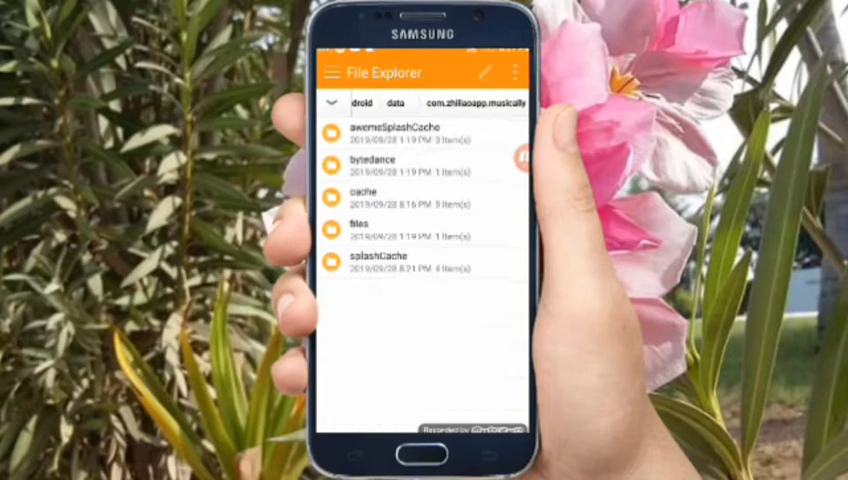 SAMSUNG
File Explorer
droid data com.zhiliaoapp.musically
awemeSplashCache
2019/09/28 1:19 PM 3 Item(s)
bytedance
2019/09/28 1:19 PM 1 Item(s)
cache
2019/09/28 8:16 PM 9 Item(s)
files
2019/09/28 1:19 PM 1 Item(s)
splashCache
2019/09/28 8:21 PM Item(s)
Recorded by